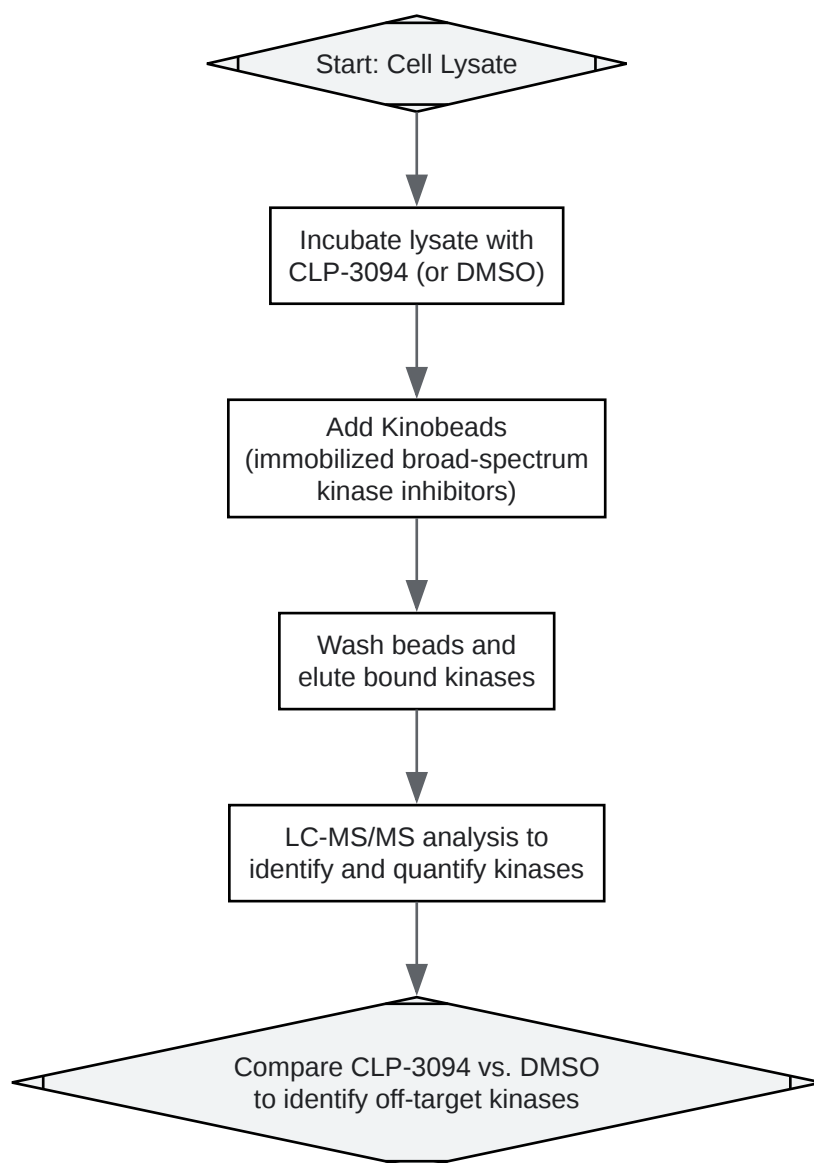 Start: Cell Lysate
Incubate lysate with
CLP-3094 (or DMSO)
Add Kinobeads
(immobilized broad-spectrum
kinase inhibitors)
Wash beads and
elute bound kinases
LC-MS/MS analysis to
identify and quantify kinases
Compare CLP-3094 vs. DMSO
to identify off-target kinases